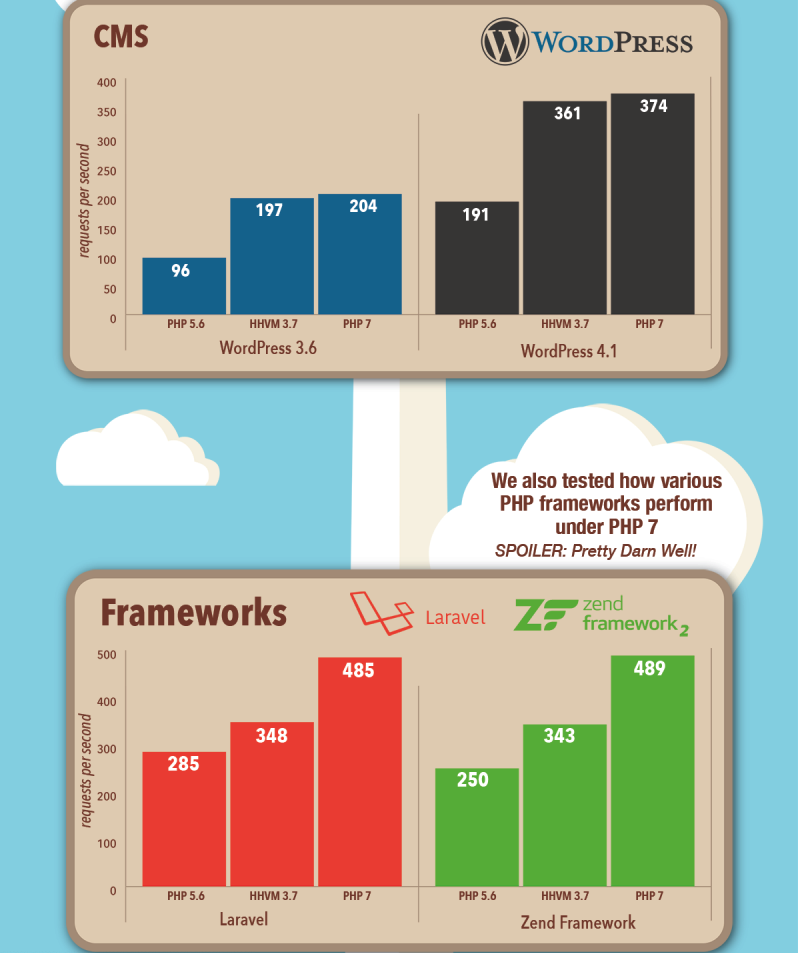 CMS
WORDPRESS
400
350
300
250
200
150
100
50
0
requests per second
96
197
204
191
361
374
PHP 5.6
HHVM 3.7
PHP 7
PHP 5.6
HHVM 3.7
PHP 7
WordPress 3.6
WordPress 4.1
We also tested how various
PHP frameworks perform
under PHP 7
SPOILER: Pretty Darn Well!
Frameworks
Laravel
zend
framework 2
500
400
300
200
100
0
requests per second
285
348
485
250
343
489
PHP 5.6
HHVM 3.7
PHP 7
PHP 5.6
HHVM 3.7
PHP 7
Laravel
Zend Framework